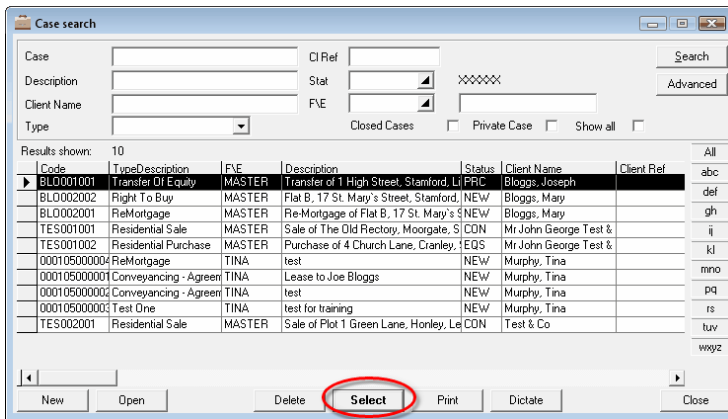 Case search
Case Cl Ref Search
Description Stat XXXXXX Advanced
Client Name F\E
Type Closed Cases Private Case Show all
Results shown: 10 All
Code TypeDescription F\E Description Status Client Name Client Ref abc
BLO001001 Transfer Of Equity MASTER Transfer of 1 High Street, Stamford, Li PRC Bloggs, Joseph
BLO002002 Right To Buy MASTER Flat B, 17 St. Mary`s Street, Stamford, NEW Bloggs, Mary def
BLO002001 ReMortgage MASTER Re-Mortgage of Flat B, 17 St. Mary`s S NEW Bloggs, Mary gh
TES001001 Residential Sale MASTER Sale of The Old Rectory, Moorgate, S CON Mr John George Test & ij
TES001002 Residential Purchase MASTER Purchase of 4 Church Lane, Cranley, EQS Mr John George Test & kl
000105000004 ReMortgage TINA test NEW Murphy, Tina
000105000001 Conveyancing - Agreem TINA Lease to Joe Bloggs NEW Murphy, Tina mno
000105000002 Conveyancing - Agreem TINA test NEW Murphy, Tina pq
000105000003 Test One TINA test for training NEW Murphy, Tina rs
TES002001 Residential Sale MASTER Sale of Plot 1 Green Lane, Honley, Le CON Test & Co tuv
wxyz
New Open Delete Select Print Dictate Close